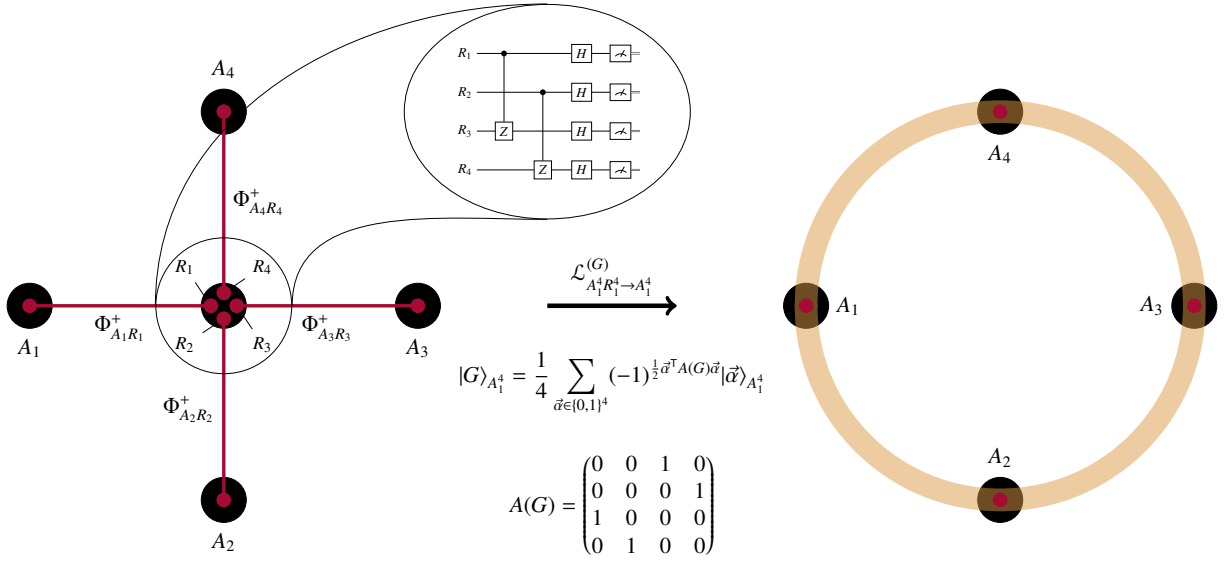 A₄
Φ⁺_{A₄R₄}
R₁ R₄
R₂ R₃
A₁
Φ⁺_{A₁R₁}
Φ⁺_{A₃R₃}
A₃
Φ⁺_{A₂R₂}
A₂
R₁ H
R₂ H
R₃ Z H
R₄ Z H
𝓛^{(G)}_{A₁⁴R₁⁴→A₁⁴}
|G⟩_{A₁⁴} = 1/4 ∑_{α⃗∈{0,1}⁴} (−1)^{½α⃗ᵀA(G)α⃗}|α⃗⟩_{A₁⁴}
A(G) =
0 0 1 0
0 0 0 1
1 0 0 0
0 1 0 0
A₄
A₁
A₃
A₂